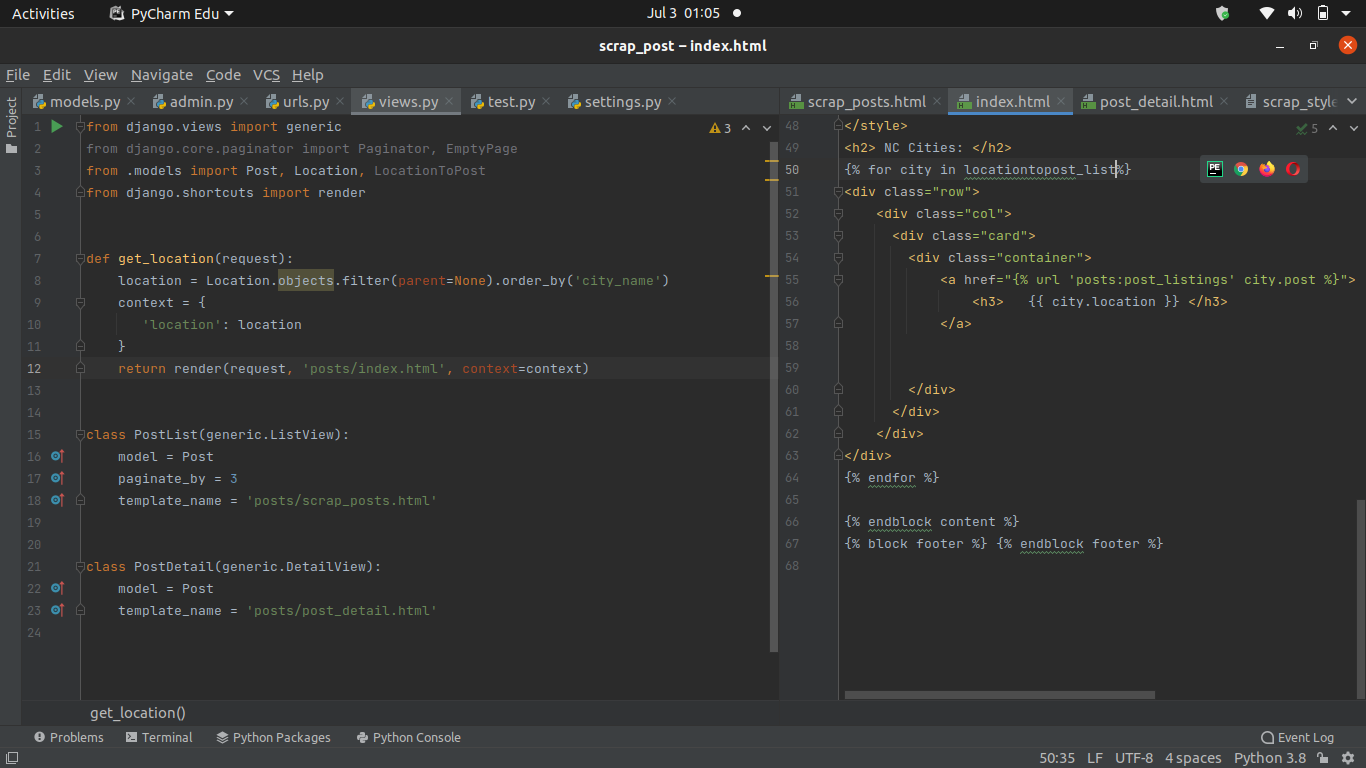 Activities PyCharm Edu Jul 3 01:05
scrap_post – index.html
File Edit View Navigate Code VCS Help
Project
models.py admin.py urls.py views.py test.py settings.py
1 from django.views import generic
2 from django.core.paginator import Paginator, EmptyPage
3 from .models import Post, Location, LocationToPost
4 from django.shortcuts import render
5
6
7 def get_location(request):
8 location = Location.objects.filter(parent=None).order_by('city_name')
9 context = {
10 'location': location
11 }
12 return render(request, 'posts/index.html', context=context)
13
14
15 class PostList(generic.ListView):
16 model = Post
17 paginate_by = 3
18 template_name = 'posts/scrap_posts.html'
19
20
21 class PostDetail(generic.DetailView):
22 model = Post
23 template_name = 'posts/post_detail.html'
24
3
get_location()
scrap_posts.html index.html post_detail.html scrap_style
48 </style>
49 <h2> NC Cities: </h2>
50 {% for city in locationtopost_list%}
51 <div class="row">
52 <div class="col">
53 <div class="card">
54 <div class="container">
55 <a href="{% url 'posts:post_listings' city.post %}">
56 <h3> {{ city.location }} </h3>
57 </a>
58
59
60 </div>
61 </div>
62 </div>
63 </div>
64 {% endfor %}
65
66 {% endblock content %}
67 {% block footer %} {% endblock footer %}
68
5
PE
Problems Terminal Python Packages Python Console Event Log
50:35 LF UTF-8 4 spaces Python 3.8